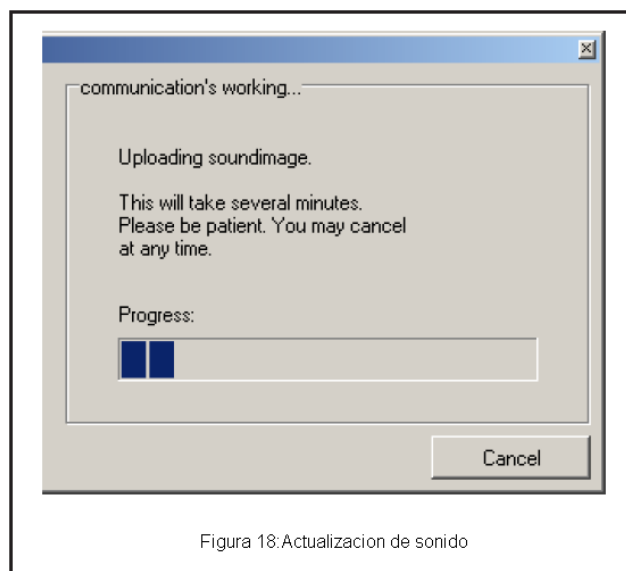 communication's working...
Uploading soundimage.
This will take several minutes.
Please be patient. You may cancel
at any time.
Progress:
Cancel
Figura 18:Actualizacion de sonido